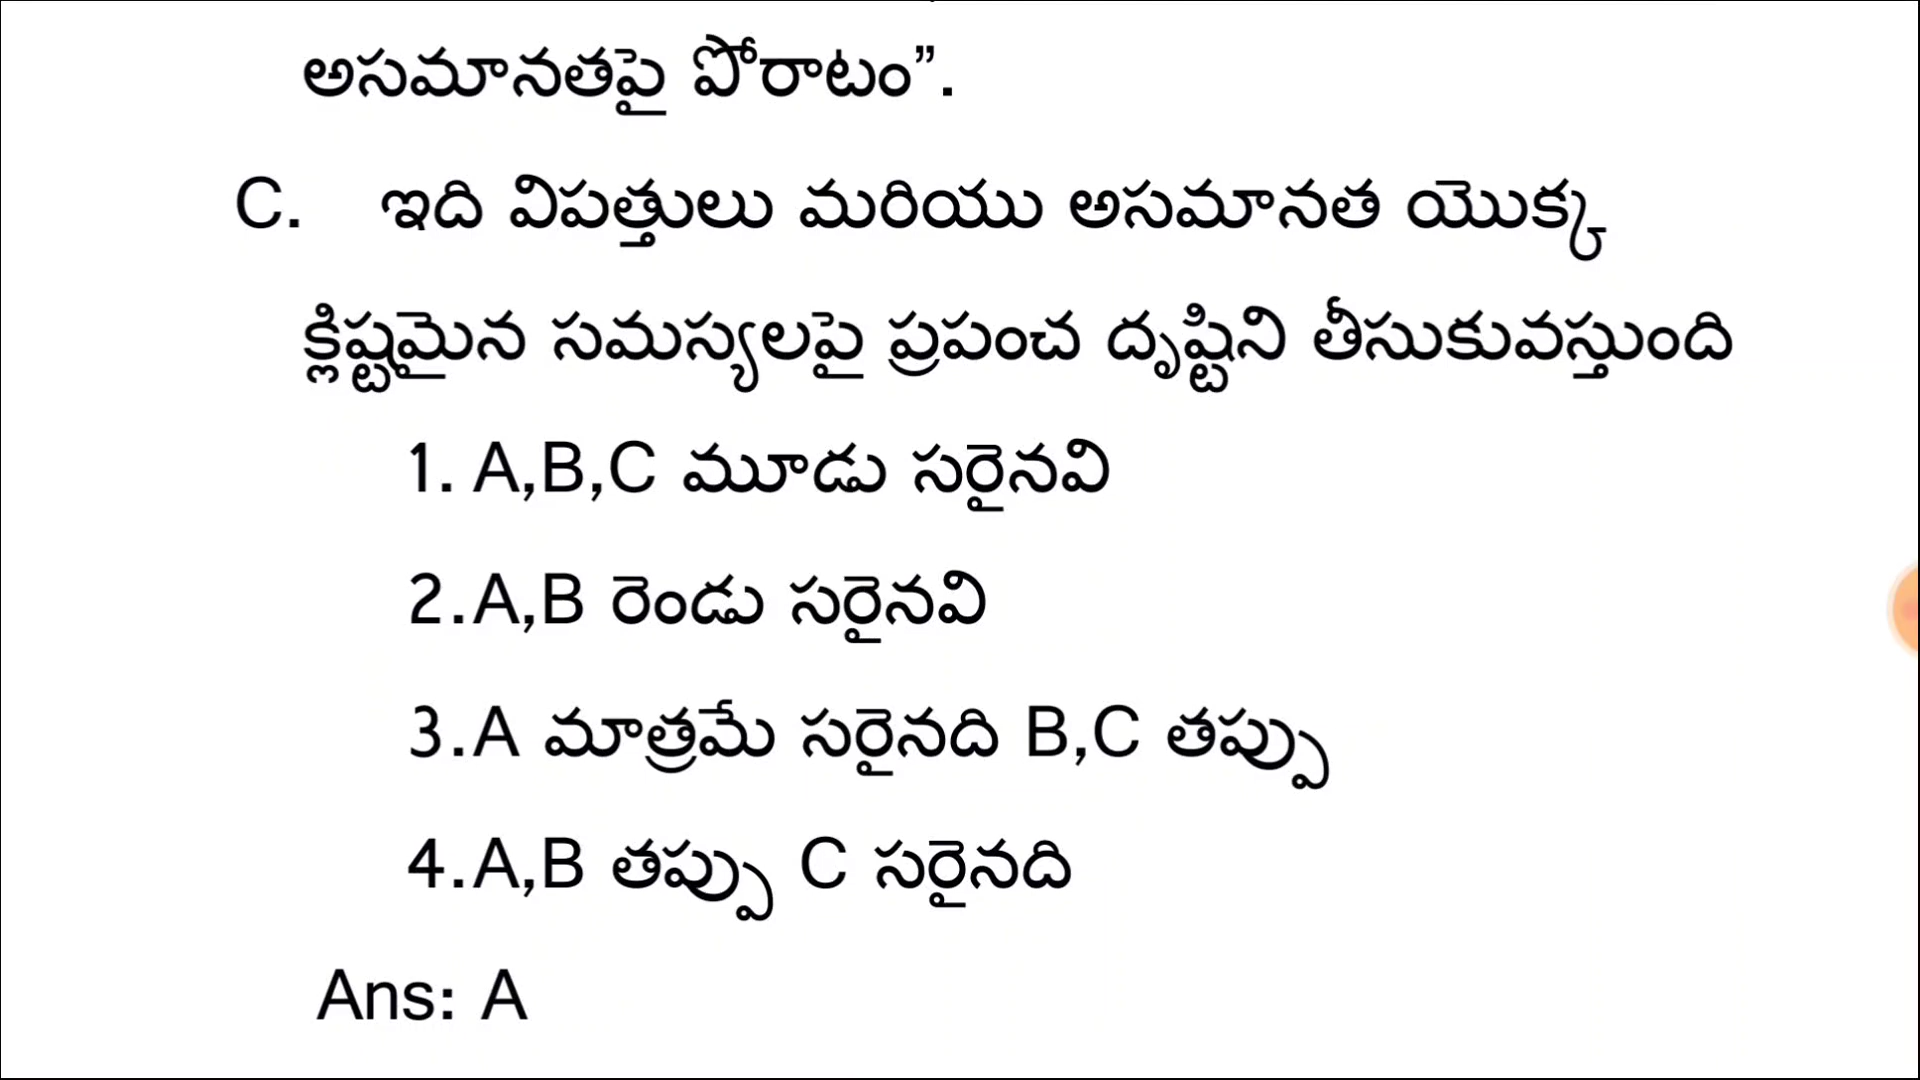 అసమానతపై పోరాటం”.
C. ఇది విపత్తులు మరియు అసమానత యొక్క
క్లిష్టమైన సమస్యలపై ప్రపంచ దృష్టిని తీసుకువస్తుంది
1. A,B,C మూడు సరైనవి
2.A,B రెండు సరైనవి
3.A మాత్రమే సరైనది B,C తప్పు
4.A,B తప్పు C సరైనది
Ans: A